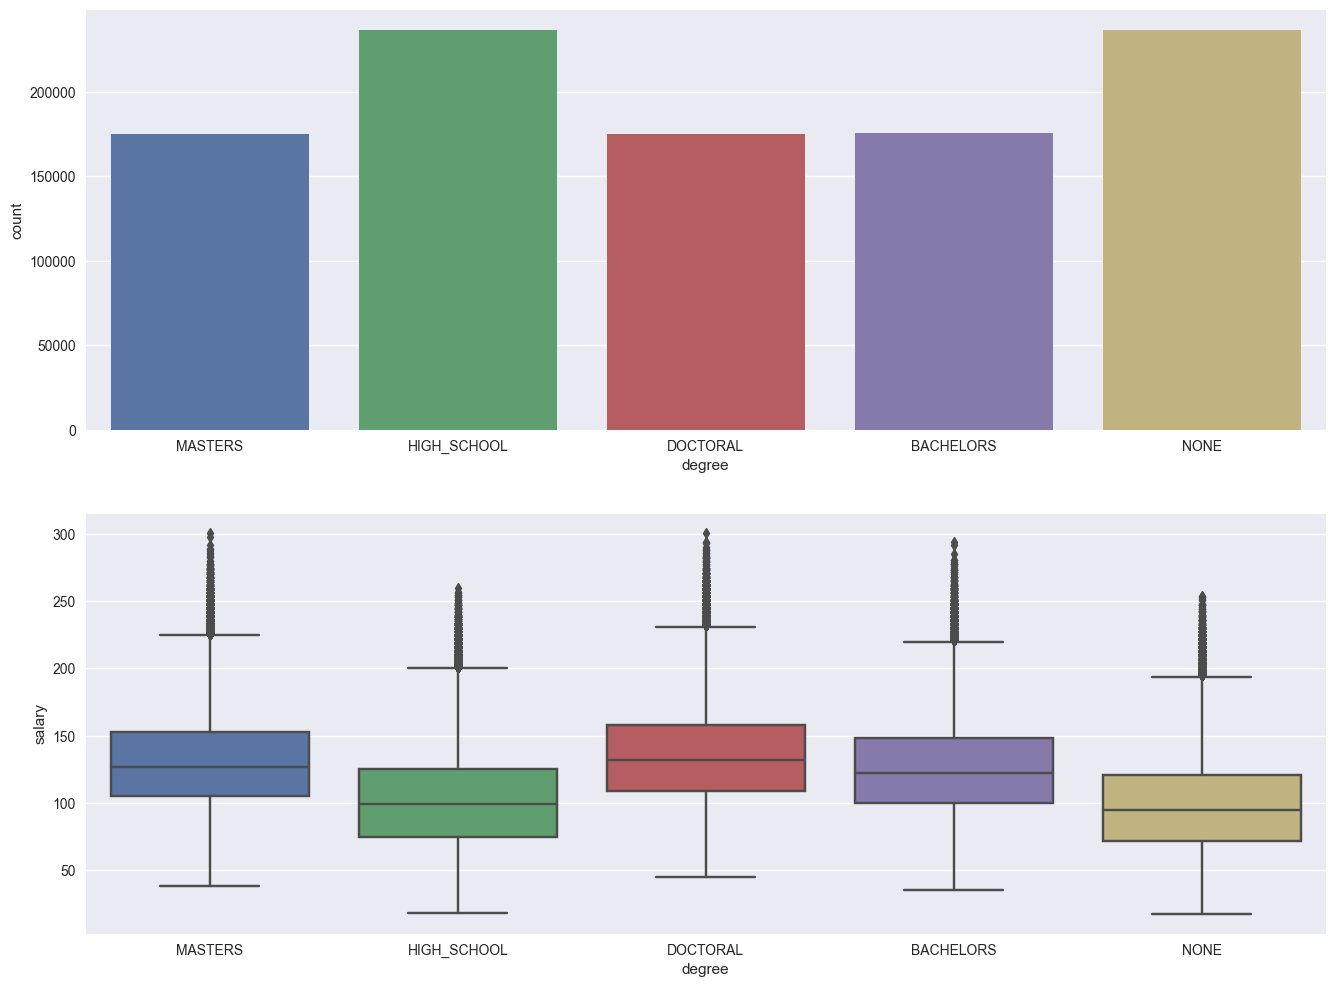 200000
150000
100000
50000
0
count
MASTERS HIGH_SCHOOL DOCTORAL BACHELORS NONE
degree
300
250
200
150
100
50
salary
MASTERS HIGH_SCHOOL DOCTORAL BACHELORS NONE
degree